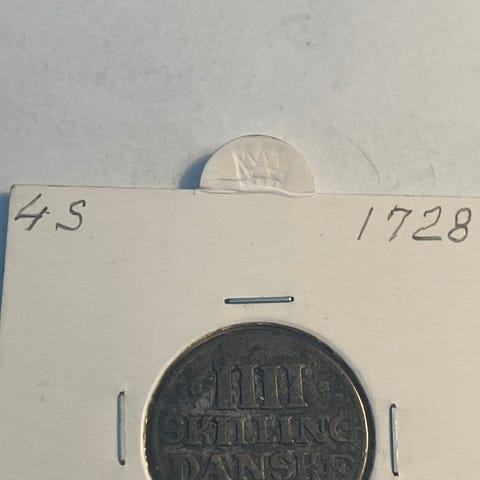 4S 1728
IIII
SKILLING
DANSKE